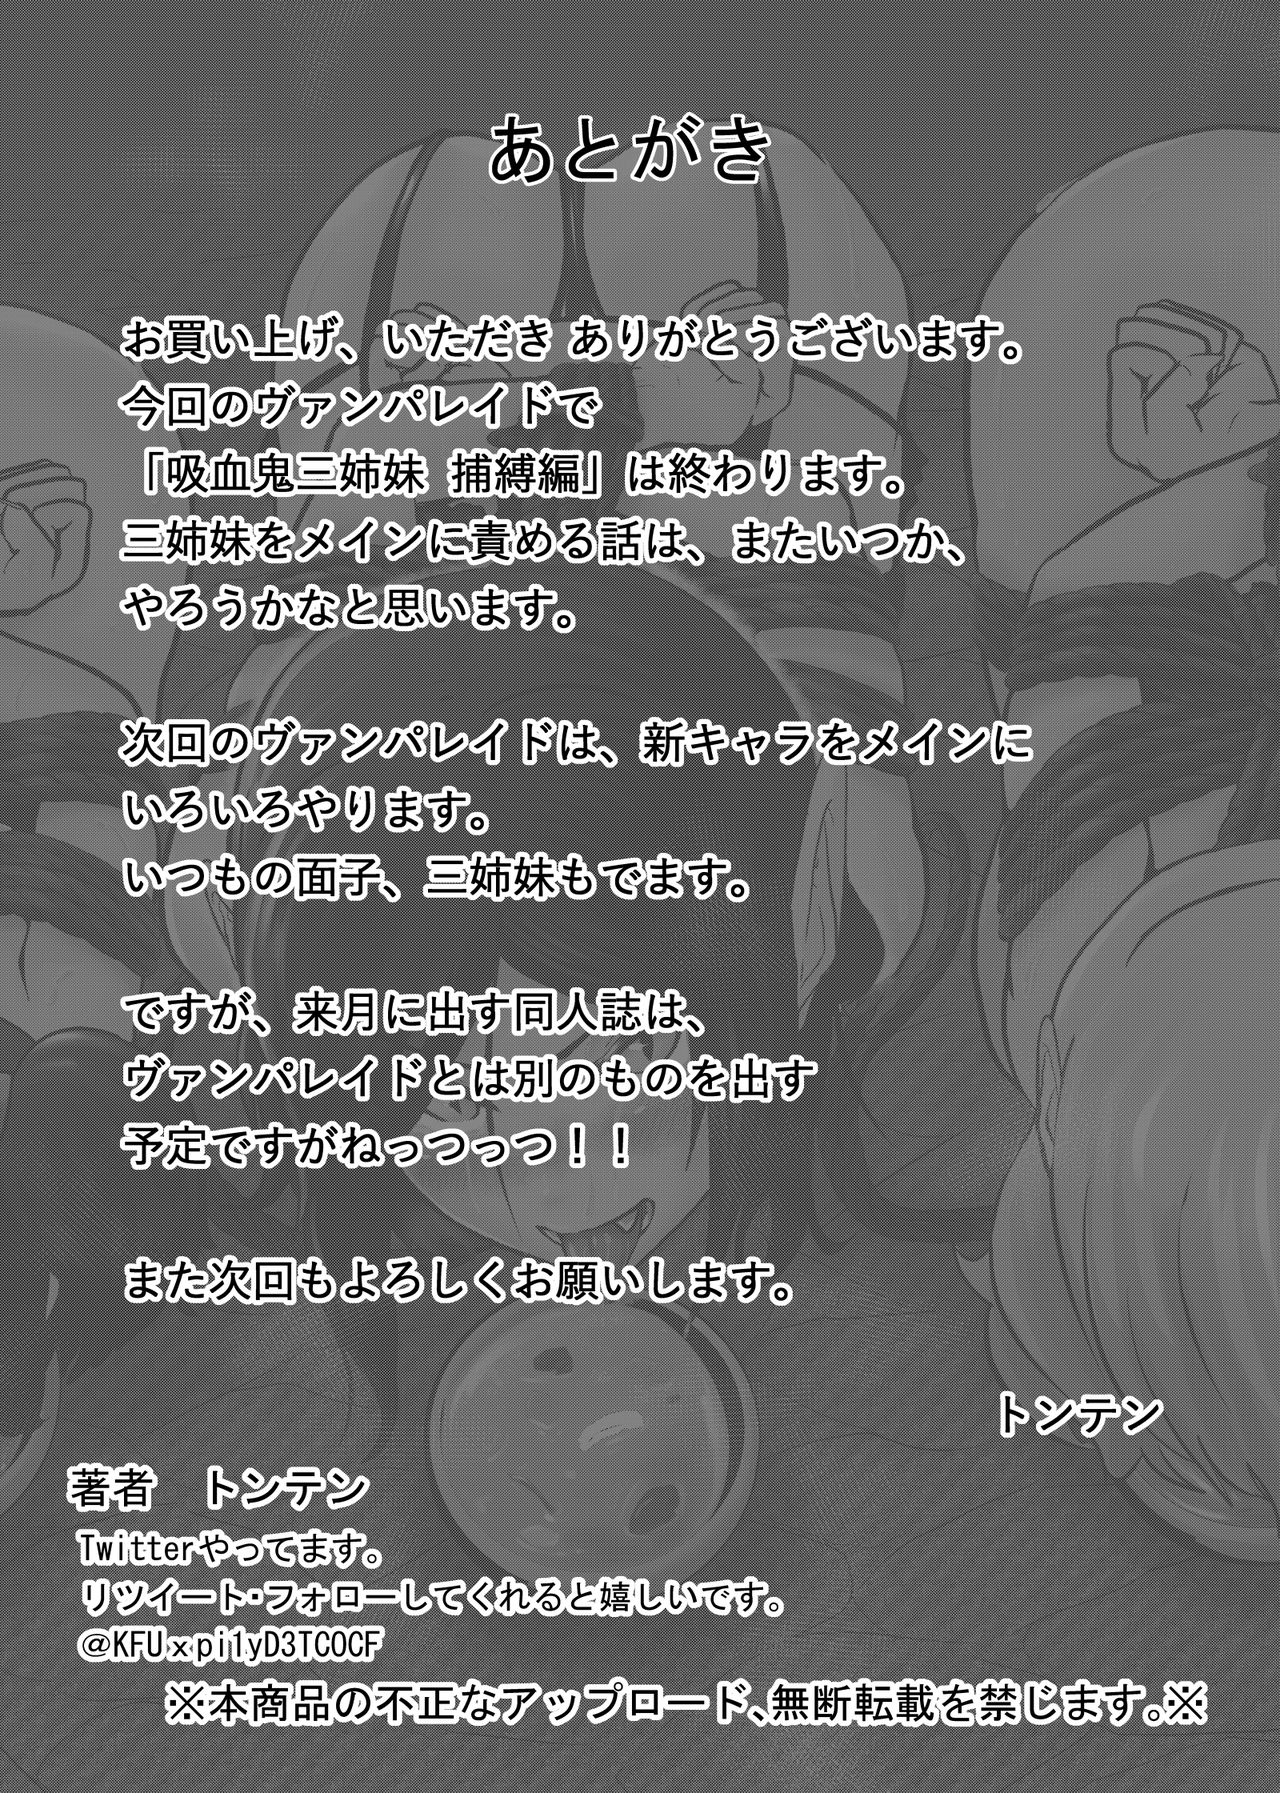 あとがき
お買い上げ、いただき ありがとうございます。
今回のヴァンパレイドで
「吸血鬼三姉妹 捕縛編」は終わります。
三姉妹をメインに責める話は、またいつか、
やろうかなと思います。
次回のヴァンパレイドは、新キャラをメインに
いろいろやります。
いつもの面子、三姉妹もでます。
ですが、来月に出す同人誌は、
ヴァンパレイドとは別のものを出す
予定ですがねっつっつ！！
また次回もよろしくお願いします。
トンテン
著者　トンテン
Twitterやってます。
リツイート・フォローしてくれると嬉しいです。
@KFUxpi1yD3TCOCF
※本商品の不正なアップロード、無断転載を禁じます。※